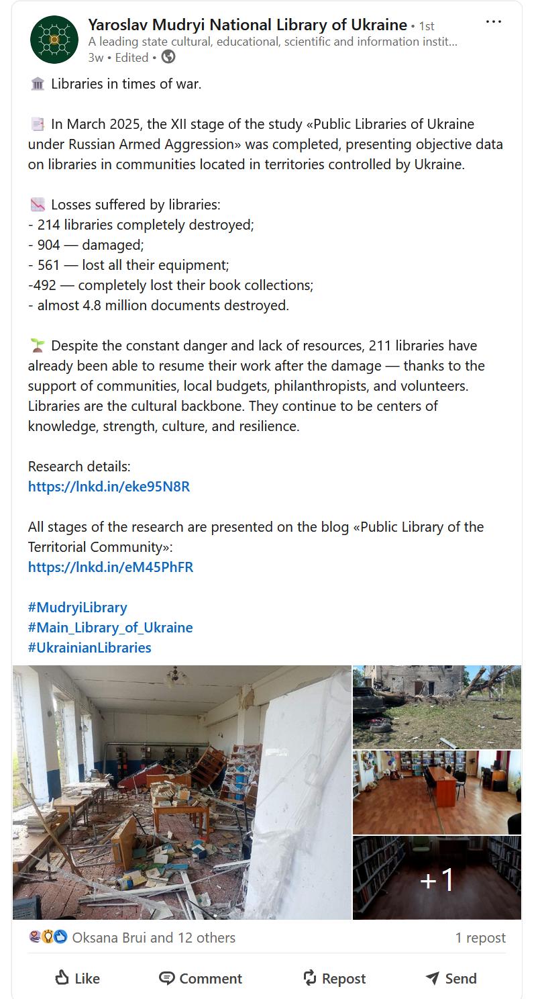 Yaroslav Mudryi National Library of Ukraine • 1st
A leading state cultural, educational, scientific and information instit...
3w • Edited •
🏛️ Libraries in times of war.
📑 In March 2025, the XII stage of the study «Public Libraries of Ukraine
under Russian Armed Aggression» was completed, presenting objective data
on libraries in communities located in territories controlled by Ukraine.
📉 Losses suffered by libraries:
- 214 libraries completely destroyed;
- 904 — damaged;
- 561 — lost all their equipment;
-492 — completely lost their book collections;
- almost 4.8 million documents destroyed.
🌱 Despite the constant danger and lack of resources, 211 libraries have
already been able to resume their work after the damage — thanks to the
support of communities, local budgets, philanthropists, and volunteers.
Libraries are the cultural backbone. They continue to be centers of
knowledge, strength, culture, and resilience.
Research details:
https://lnkd.in/eke95N8R
All stages of the research are presented on the blog «Public Library of the
Territorial Community»:
https://lnkd.in/eM45PhFR
#MudryiLibrary
#Main_Library_of_Ukraine
#UkrainianLibraries
+1
Oksana Brui and 12 others
1 repost
Like
Comment
Repost
Send